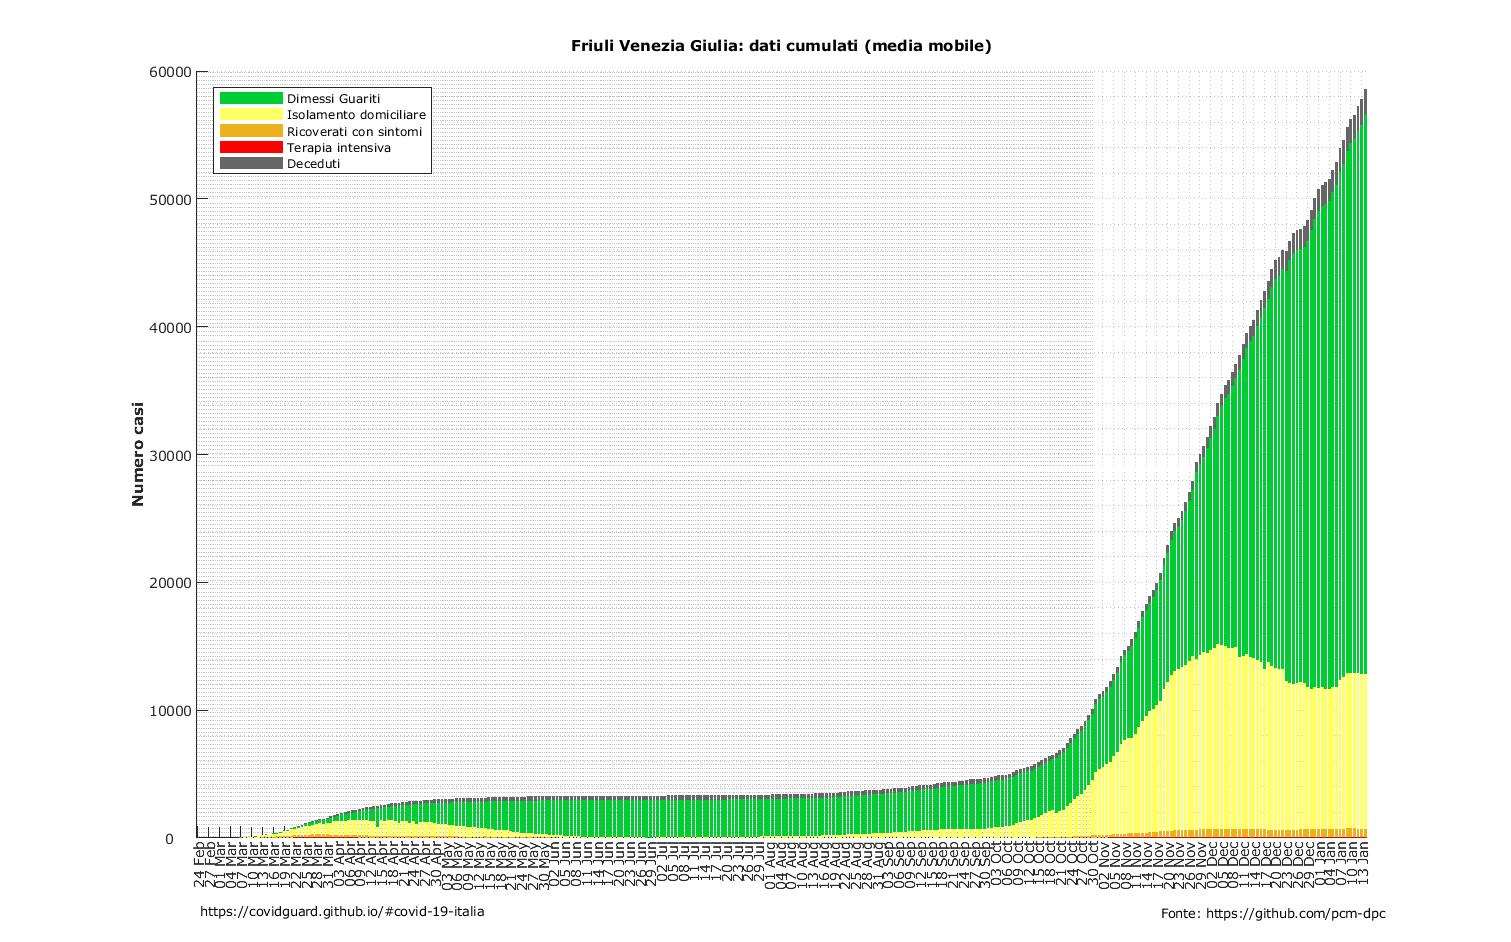 Friuli Venezia Giulia: dati cumulati (media mobile)
60000
50000
40000
30000
20000
10000
0
Numero casi
Dimessi Guariti
Isolamento domiciliare
Ricoverati con sintomi
Terapia intensiva
Deceduti
24 Feb
27 Feb
01 Mar
04 Mar
07 Mar
10 Mar
13 Mar
16 Mar
19 Mar
22 Mar
25 Mar
28 Mar
31 Mar
03 Apr
06 Apr
09 Apr
12 Apr
15 Apr
18 Apr
21 Apr
24 Apr
27 Apr
30 Apr
03 May
06 May
09 May
12 May
15 May
18 May
21 May
24 May
27 May
30 May
02 Jun
05 Jun
08 Jun
11 Jun
14 Jun
17 Jun
20 Jun
23 Jun
26 Jun
29 Jun
02 Jul
05 Jul
08 Jul
11 Jul
14 Jul
17 Jul
20 Jul
23 Jul
26 Jul
29 Jul
01 Aug
04 Aug
07 Aug
10 Aug
13 Aug
16 Aug
19 Aug
22 Aug
25 Aug
28 Aug
31 Aug
03 Sep
06 Sep
09 Sep
12 Sep
15 Sep
18 Sep
21 Sep
24 Sep
27 Sep
30 Sep
03 Oct
06 Oct
09 Oct
12 Oct
15 Oct
18 Oct
21 Oct
24 Oct
27 Oct
30 Oct
02 Nov
05 Nov
08 Nov
11 Nov
14 Nov
17 Nov
20 Nov
23 Nov
26 Nov
29 Nov
02 Dec
05 Dec
08 Dec
11 Dec
14 Dec
17 Dec
20 Dec
23 Dec
26 Dec
29 Dec
01 Jan
04 Jan
07 Jan
10 Jan
13 Jan
https://covidguard.github.io/#covid-19-italia
Fonte: https://github.com/pcm-dpc